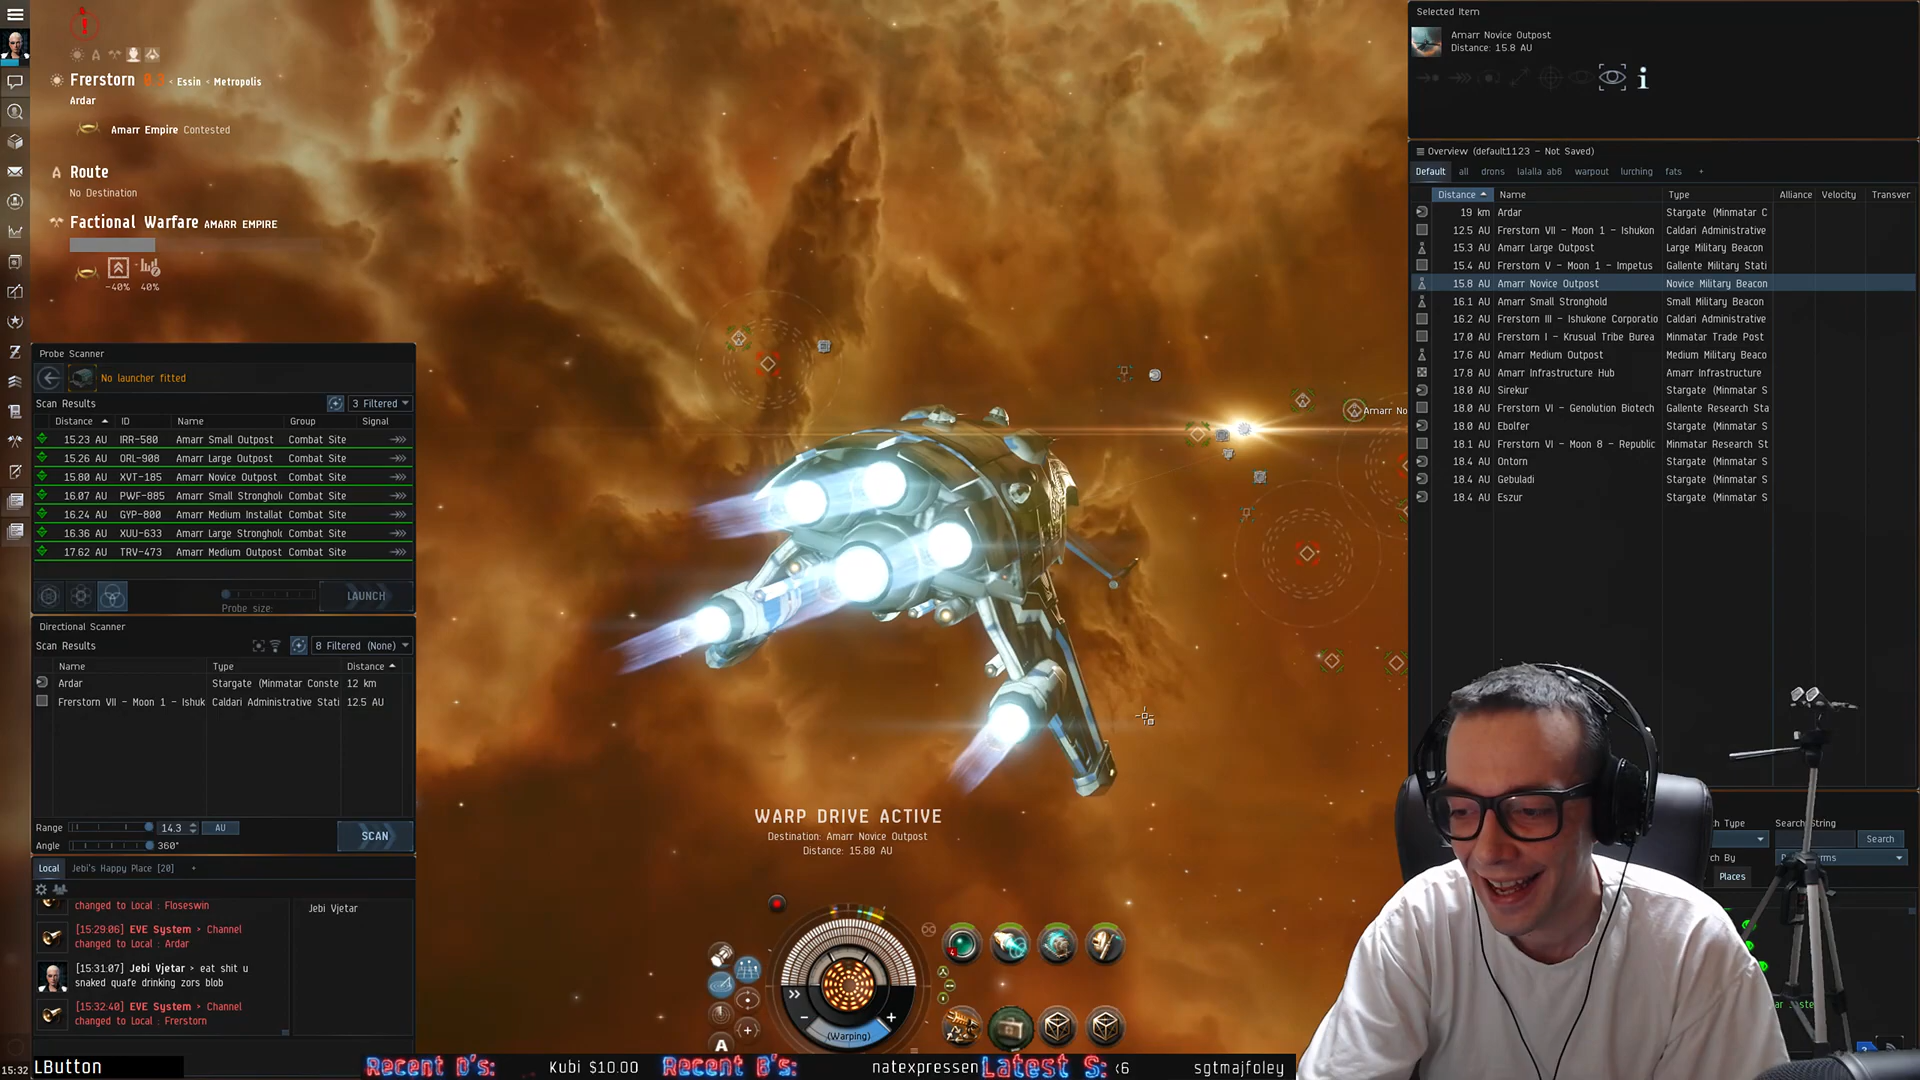 Frerstorn 0.3 < Essin < Metropolis
Ardar
Amarr Empire Contested
Route
No Destination
Factional Warfare AMARR EMPIRE
-40% 40%
Probe Scanner
No launcher fitted
Scan Results
3 Filtered
Distance ID Name Group Signal
15.23 AU IRR-580 Amarr Small Outpost Combat Site
15.26 AU ORL-908 Amarr Large Outpost Combat Site
15.80 AU XVT-185 Amarr Novice Outpost Combat Site
16.07 AU PWF-885 Amarr Small Stronghol Combat Site
16.24 AU GYP-800 Amarr Medium Installat Combat Site
16.36 AU XUU-633 Amarr Large Stronghol Combat Site
17.62 AU TRV-473 Amarr Medium Outpost Combat Site
Probe size:
LAUNCH
Directional Scanner
Scan Results
8 Filtered (None)
Name Type Distance
Ardar Stargate (Minmatar Conste 12 km
Frerstorn VII - Moon 1 - Ishuk Caldari Administrative Stati 12.5 AU
Range 14.3 AU
Angle 360°
SCAN
Local Jebi's Happy Place [20] +
changed to Local : Floseswin
[15:29:06] EVE System > Channel
changed to Local : Ardar
[15:31:07] Jebi Vjetar > eat shit u
snaked quafe drinking zors blob
[15:32:40] EVE System > Channel
changed to Local : Frerstorn
Jebi Vjetar
15:32
LButton
WARP DRIVE ACTIVE
Destination: Amarr Novice Outpost
Distance: 15.80 AU
(Warping)
A
Amarr No
Recent D's: Kubi $10.00 Recent B's: natexpressen Latest S: x6 sgtmajfoley
Selected Item
Amarr Novice Outpost
Distance: 15.8 AU
Overview (default1123 - Not Saved)
Default all drons lalalla ab6 warpout lurching fats +
Distance Name Type Alliance Velocity Transver
19 km Ardar Stargate (Minmatar C
12.5 AU Frerstorn VII - Moon 1 - Ishukon Caldari Administrative
15.3 AU Amarr Large Outpost Large Military Beacon
15.4 AU Frerstorn V - Moon 1 - Impetus Gallente Military Stati
15.8 AU Amarr Novice Outpost Novice Military Beacon
16.1 AU Amarr Small Stronghold Small Military Beacon
16.2 AU Frerstorn III - Ishukone Corporatio Caldari Administrative
17.0 AU Frerstorn I - Krusual Tribe Burea Minmatar Trade Post
17.6 AU Amarr Medium Outpost Medium Military Beaco
17.8 AU Amarr Infrastructure Hub Amarr Infrastructure
18.0 AU Sirekur Stargate (Minmatar S
18.0 AU Frerstorn VI - Genolution Biotech Gallente Research Sta
18.0 AU Ebolfer Stargate (Minmatar S
18.1 AU Frerstorn VI - Moon 8 - Republic Minmatar Research St
18.4 AU Ontorn Stargate (Minmatar S
18.4 AU Gebuladi Stargate (Minmatar S
18.4 AU Eszur Stargate (Minmatar S
ch Type Search String
Search
ch By
Places